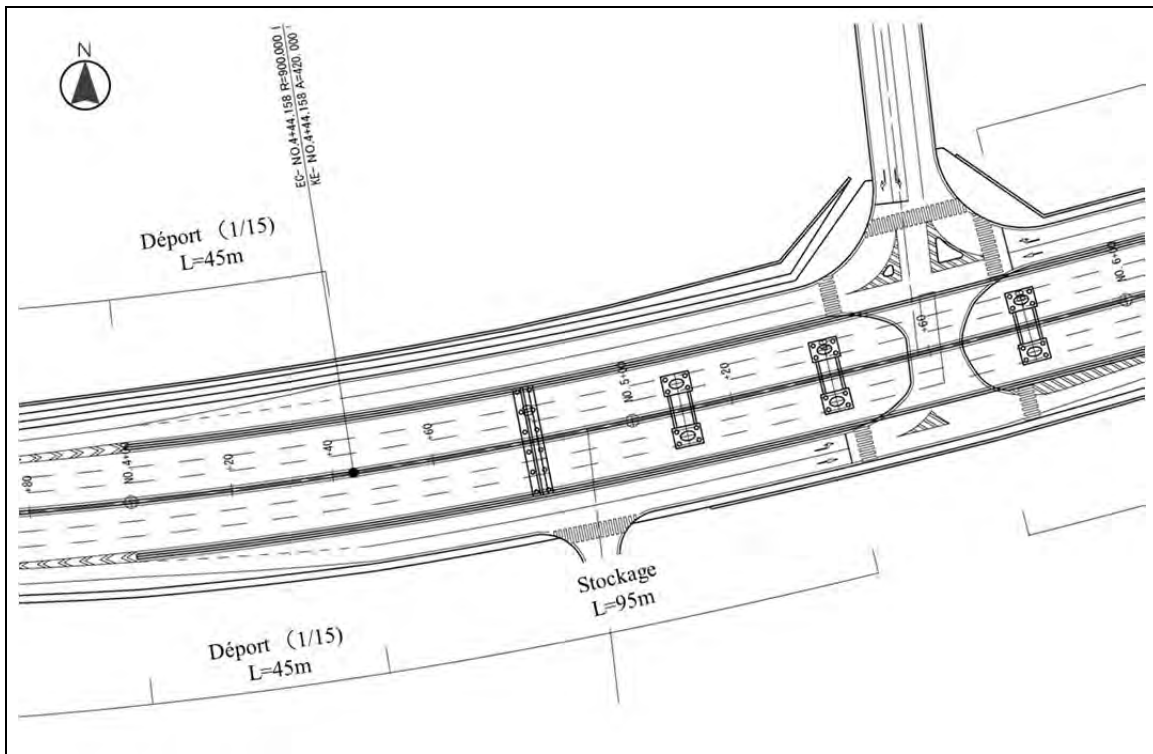 N
EC- NO.4+44.158 R=900.000
KE- NO.4+44.158 A=420.000
Déport (1/15)
L=45m
+80
NO.4+00
+20
+40
+60
NO.5+00
+20
+60
NO.6+00
Stockage
L=95m
Déport (1/15)
L=45m